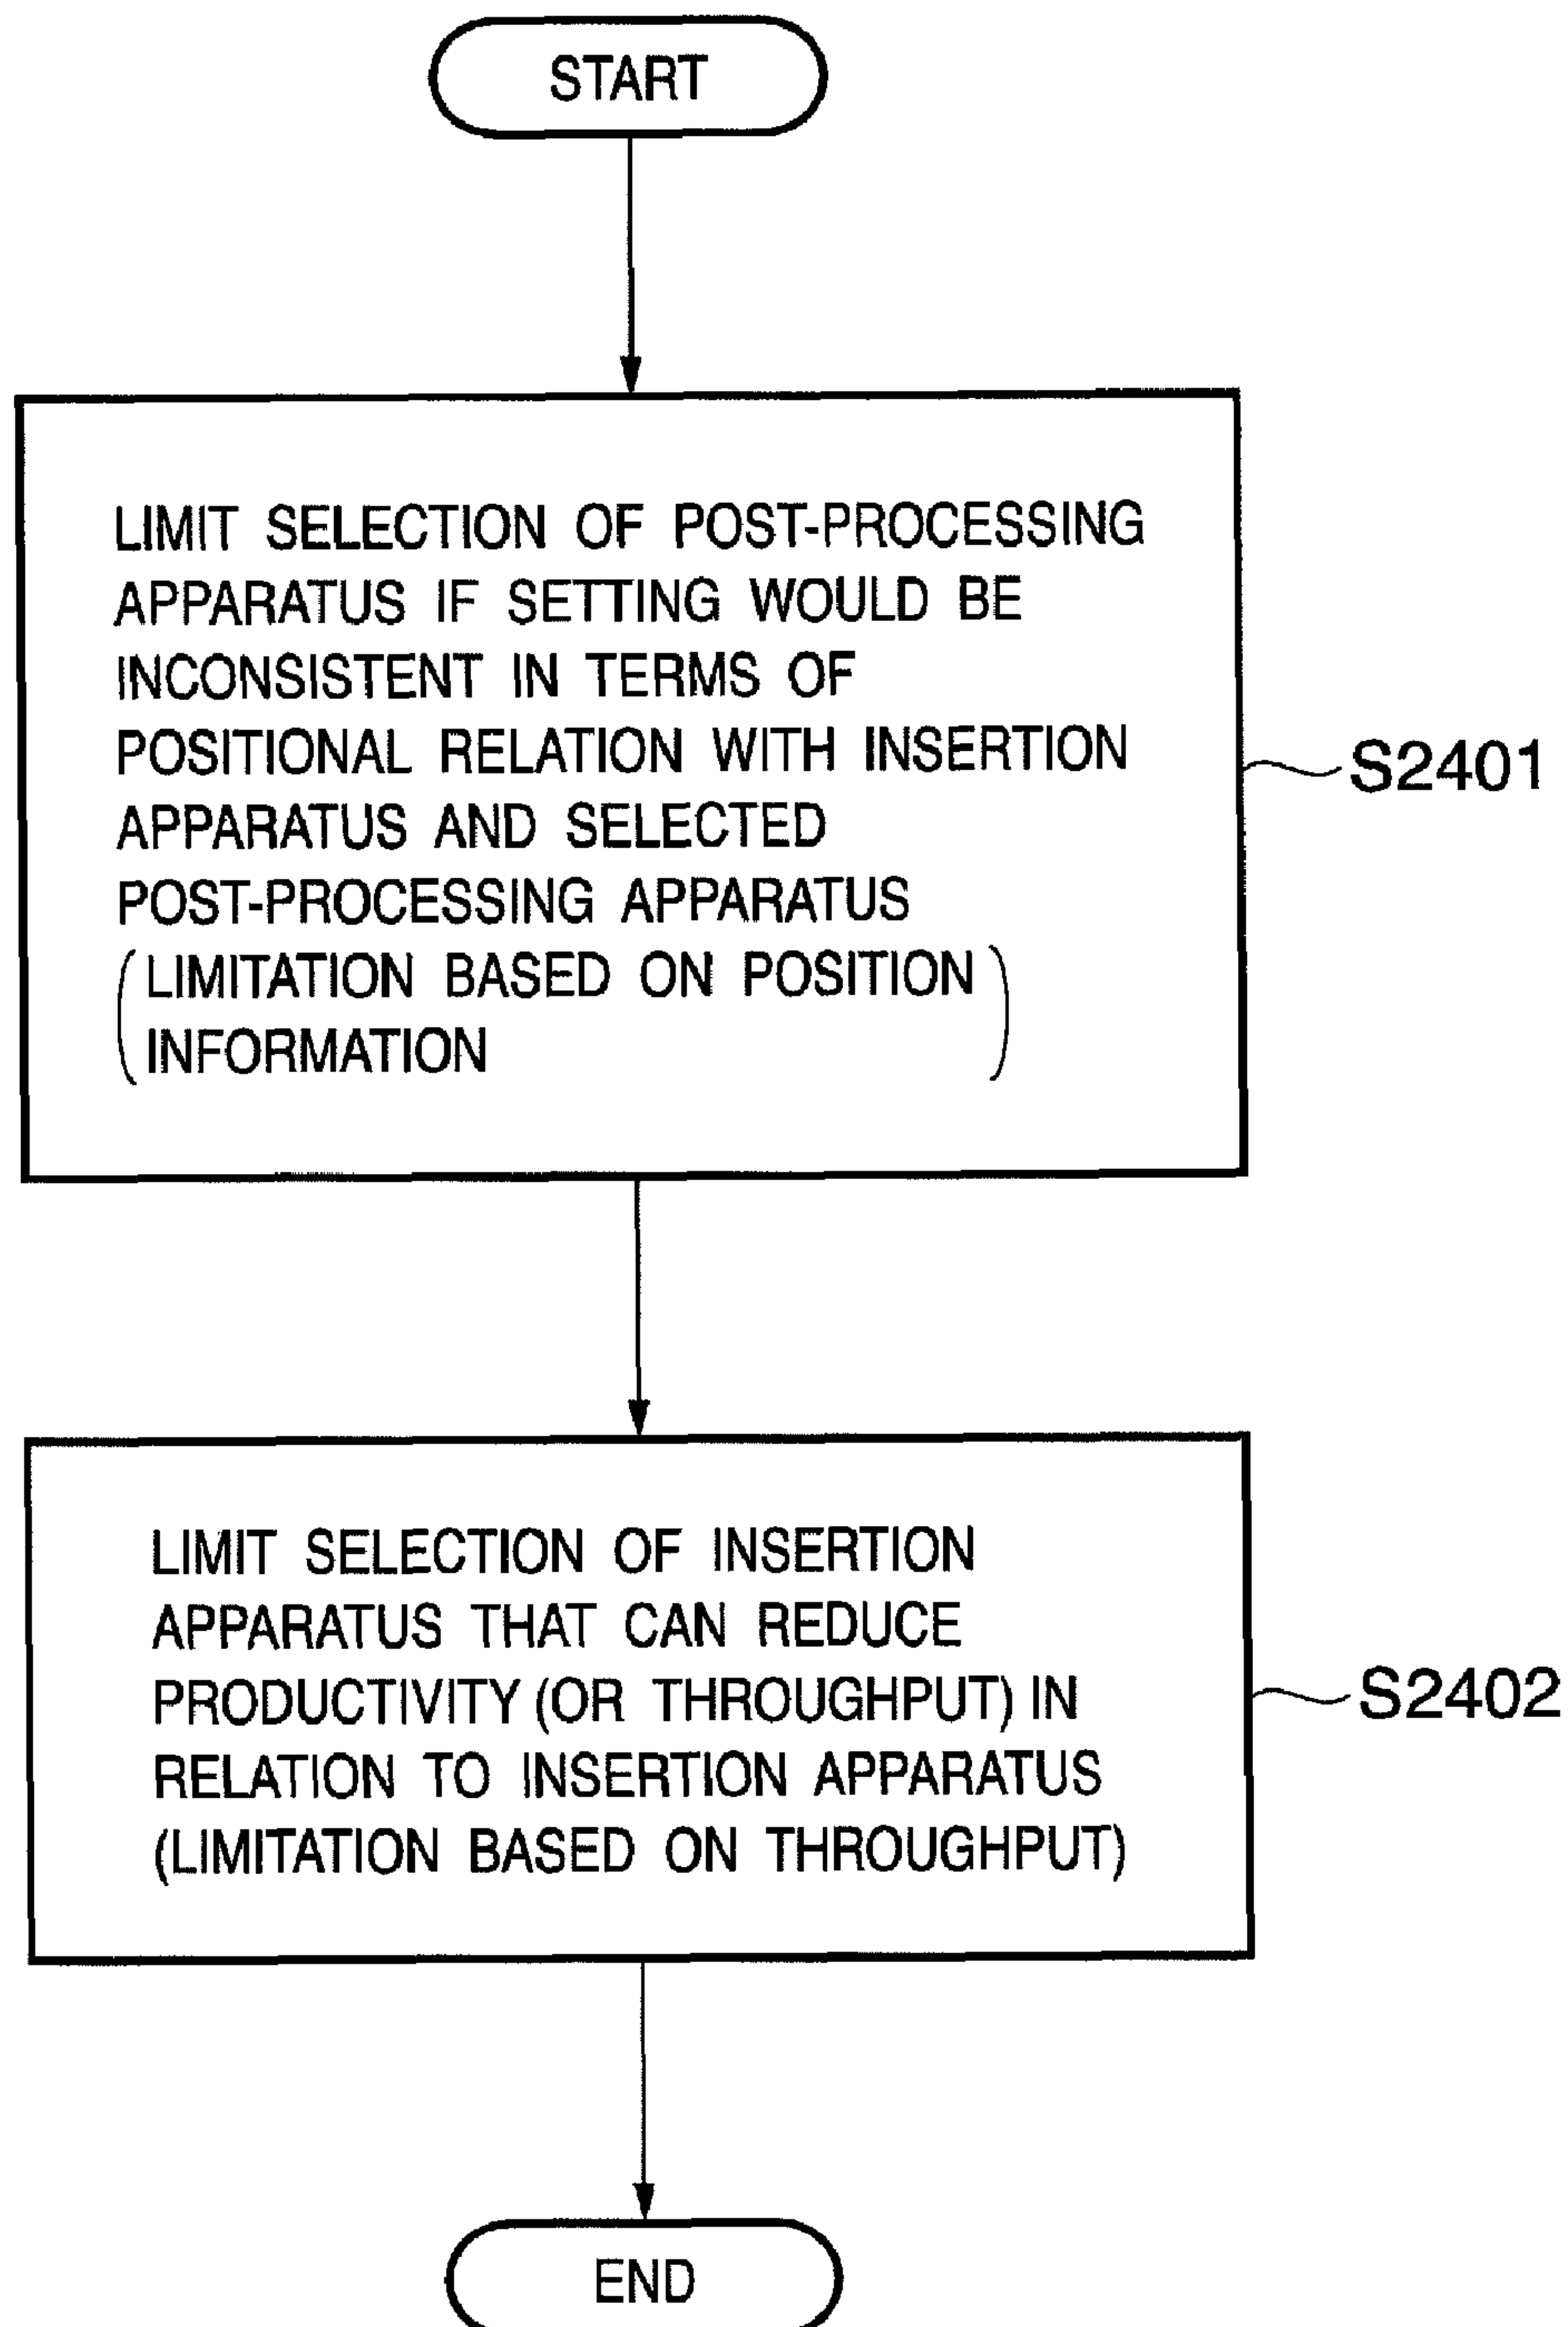 START
LIMIT SELECTION OF POST-PROCESSING
APPARATUS IF SETTING WOULD BE
INCONSISTENT IN TERMS OF
POSITIONAL RELATION WITH INSERTION
APPARATUS AND SELECTED
POST-PROCESSING APPARATUS
(LIMITATION BASED ON POSITION
INFORMATION)
S2401
LIMIT SELECTION OF INSERTION
APPARATUS THAT CAN REDUCE
PRODUCTIVITY (OR THROUGHPUT) IN
RELATION TO INSERTION APPARATUS
(LIMITATION BASED ON THROUGHPUT)
S2402
END